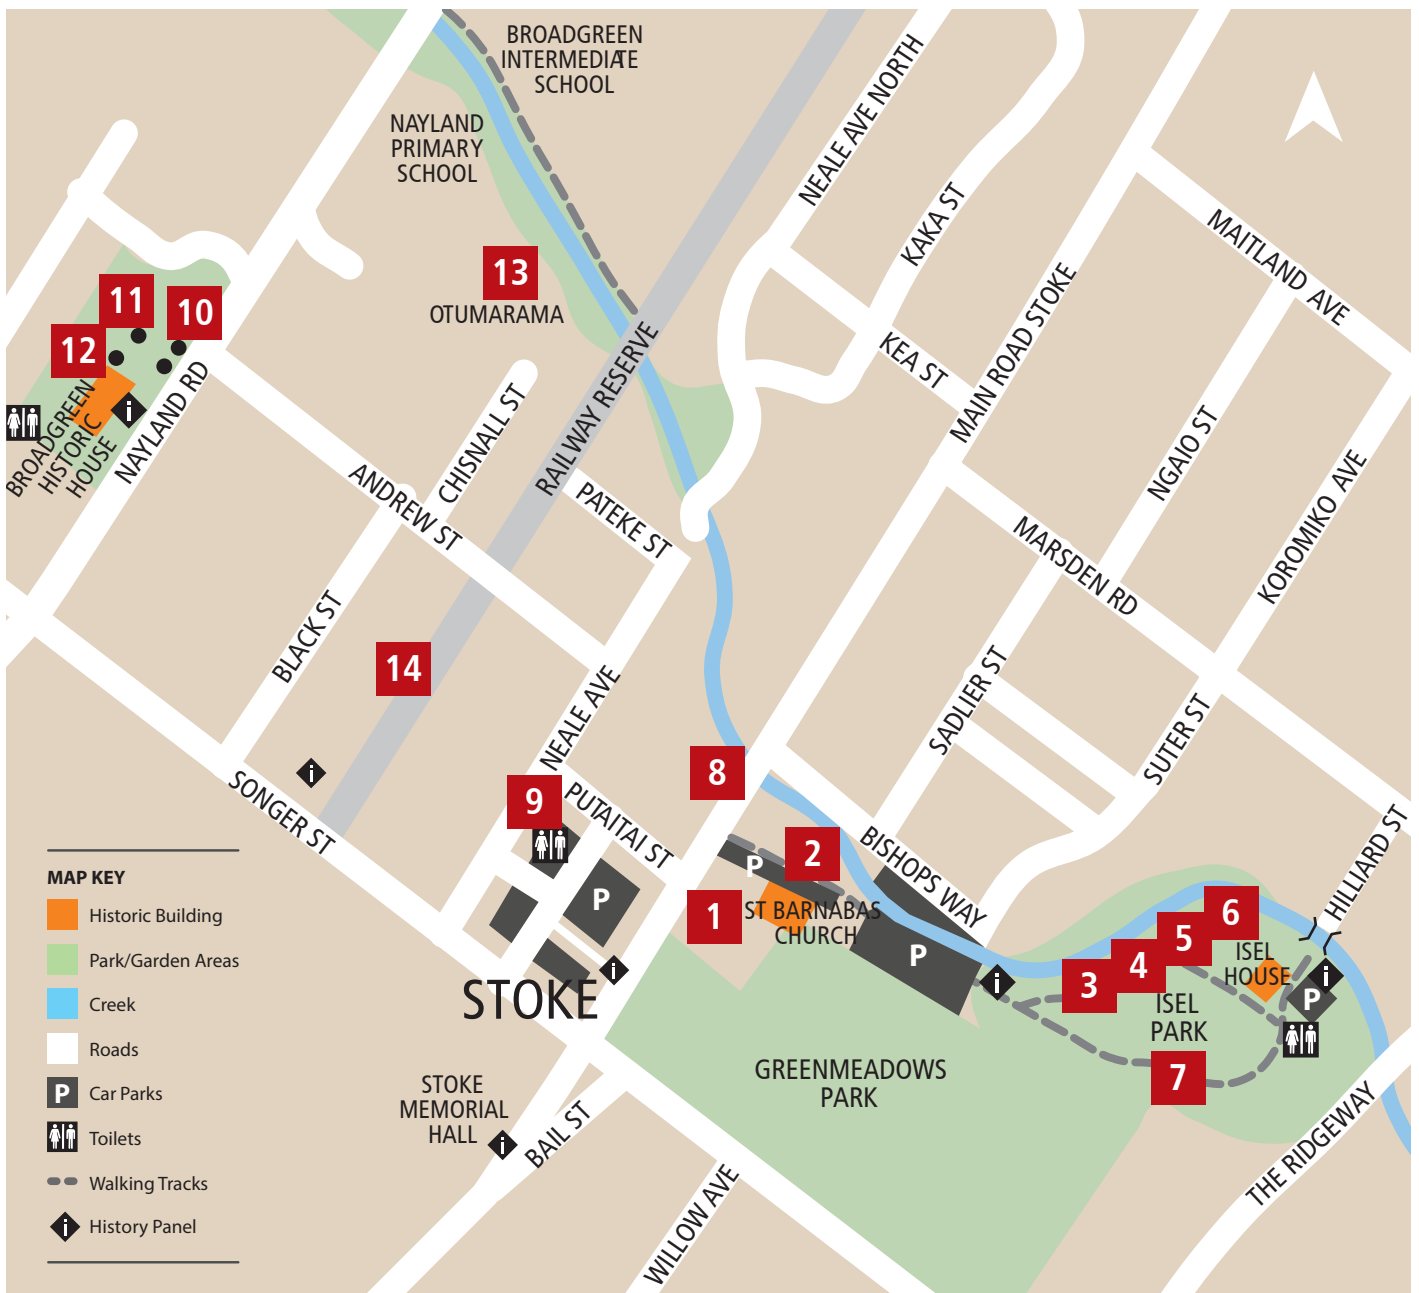 BROADGREEN
INTERMEDIATE
SCHOOL
NAYLAND
PRIMARY
SCHOOL
NEALE AVE NORTH
KAKA ST
MAITLAND AVE
13
OTUMARAMA
11
10
12
BROADGREEN
HISTORIC
HOUSE
i
NAYLAND RD
CHISNALL ST
RAILWAY RESERVE
KEA ST
MAIN ROAD STOKE
NGAIO ST
KOROMIKO AVE
ANDREW ST
PATEKE ST
MARSDEN RD
BLACK ST
14
NEALE AVE
SADLIER ST
SUTER ST
i
SONGER ST
9
PUTAITAI ST
8
2
P
BISHOPS WAY
HILLIARD ST
P
1
ST BARNABAS
CHURCH
P
6
5
4
3
ISEL
HOUSE
i
P
i
i
STOKE
ISEL
PARK
7
GREENMEADOWS
PARK
STOKE
MEMORIAL
HALL
i
BAIL ST
WILLOW AVE
THE RIDGEWAY
MAP KEY
Historic Building
Park/Garden Areas
Creek
Roads
P Car Parks
Toilets
Walking Tracks
i History Panel